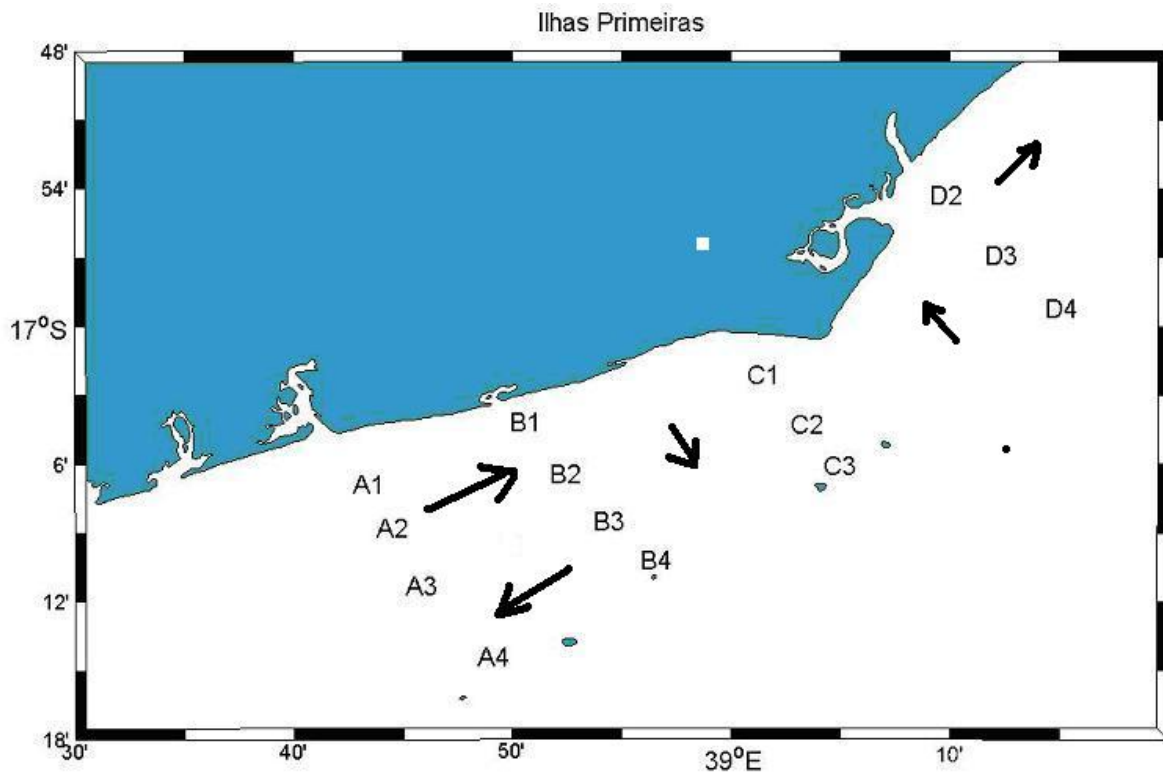 Ilhas Primeiras
48'
54'
D2
D3
D4
17°S
C1
B1
C2
6'
C3
B2
A1
B3
A2
B4
A3
12'
A4
18'
30'
40'
50'
39°E
10'